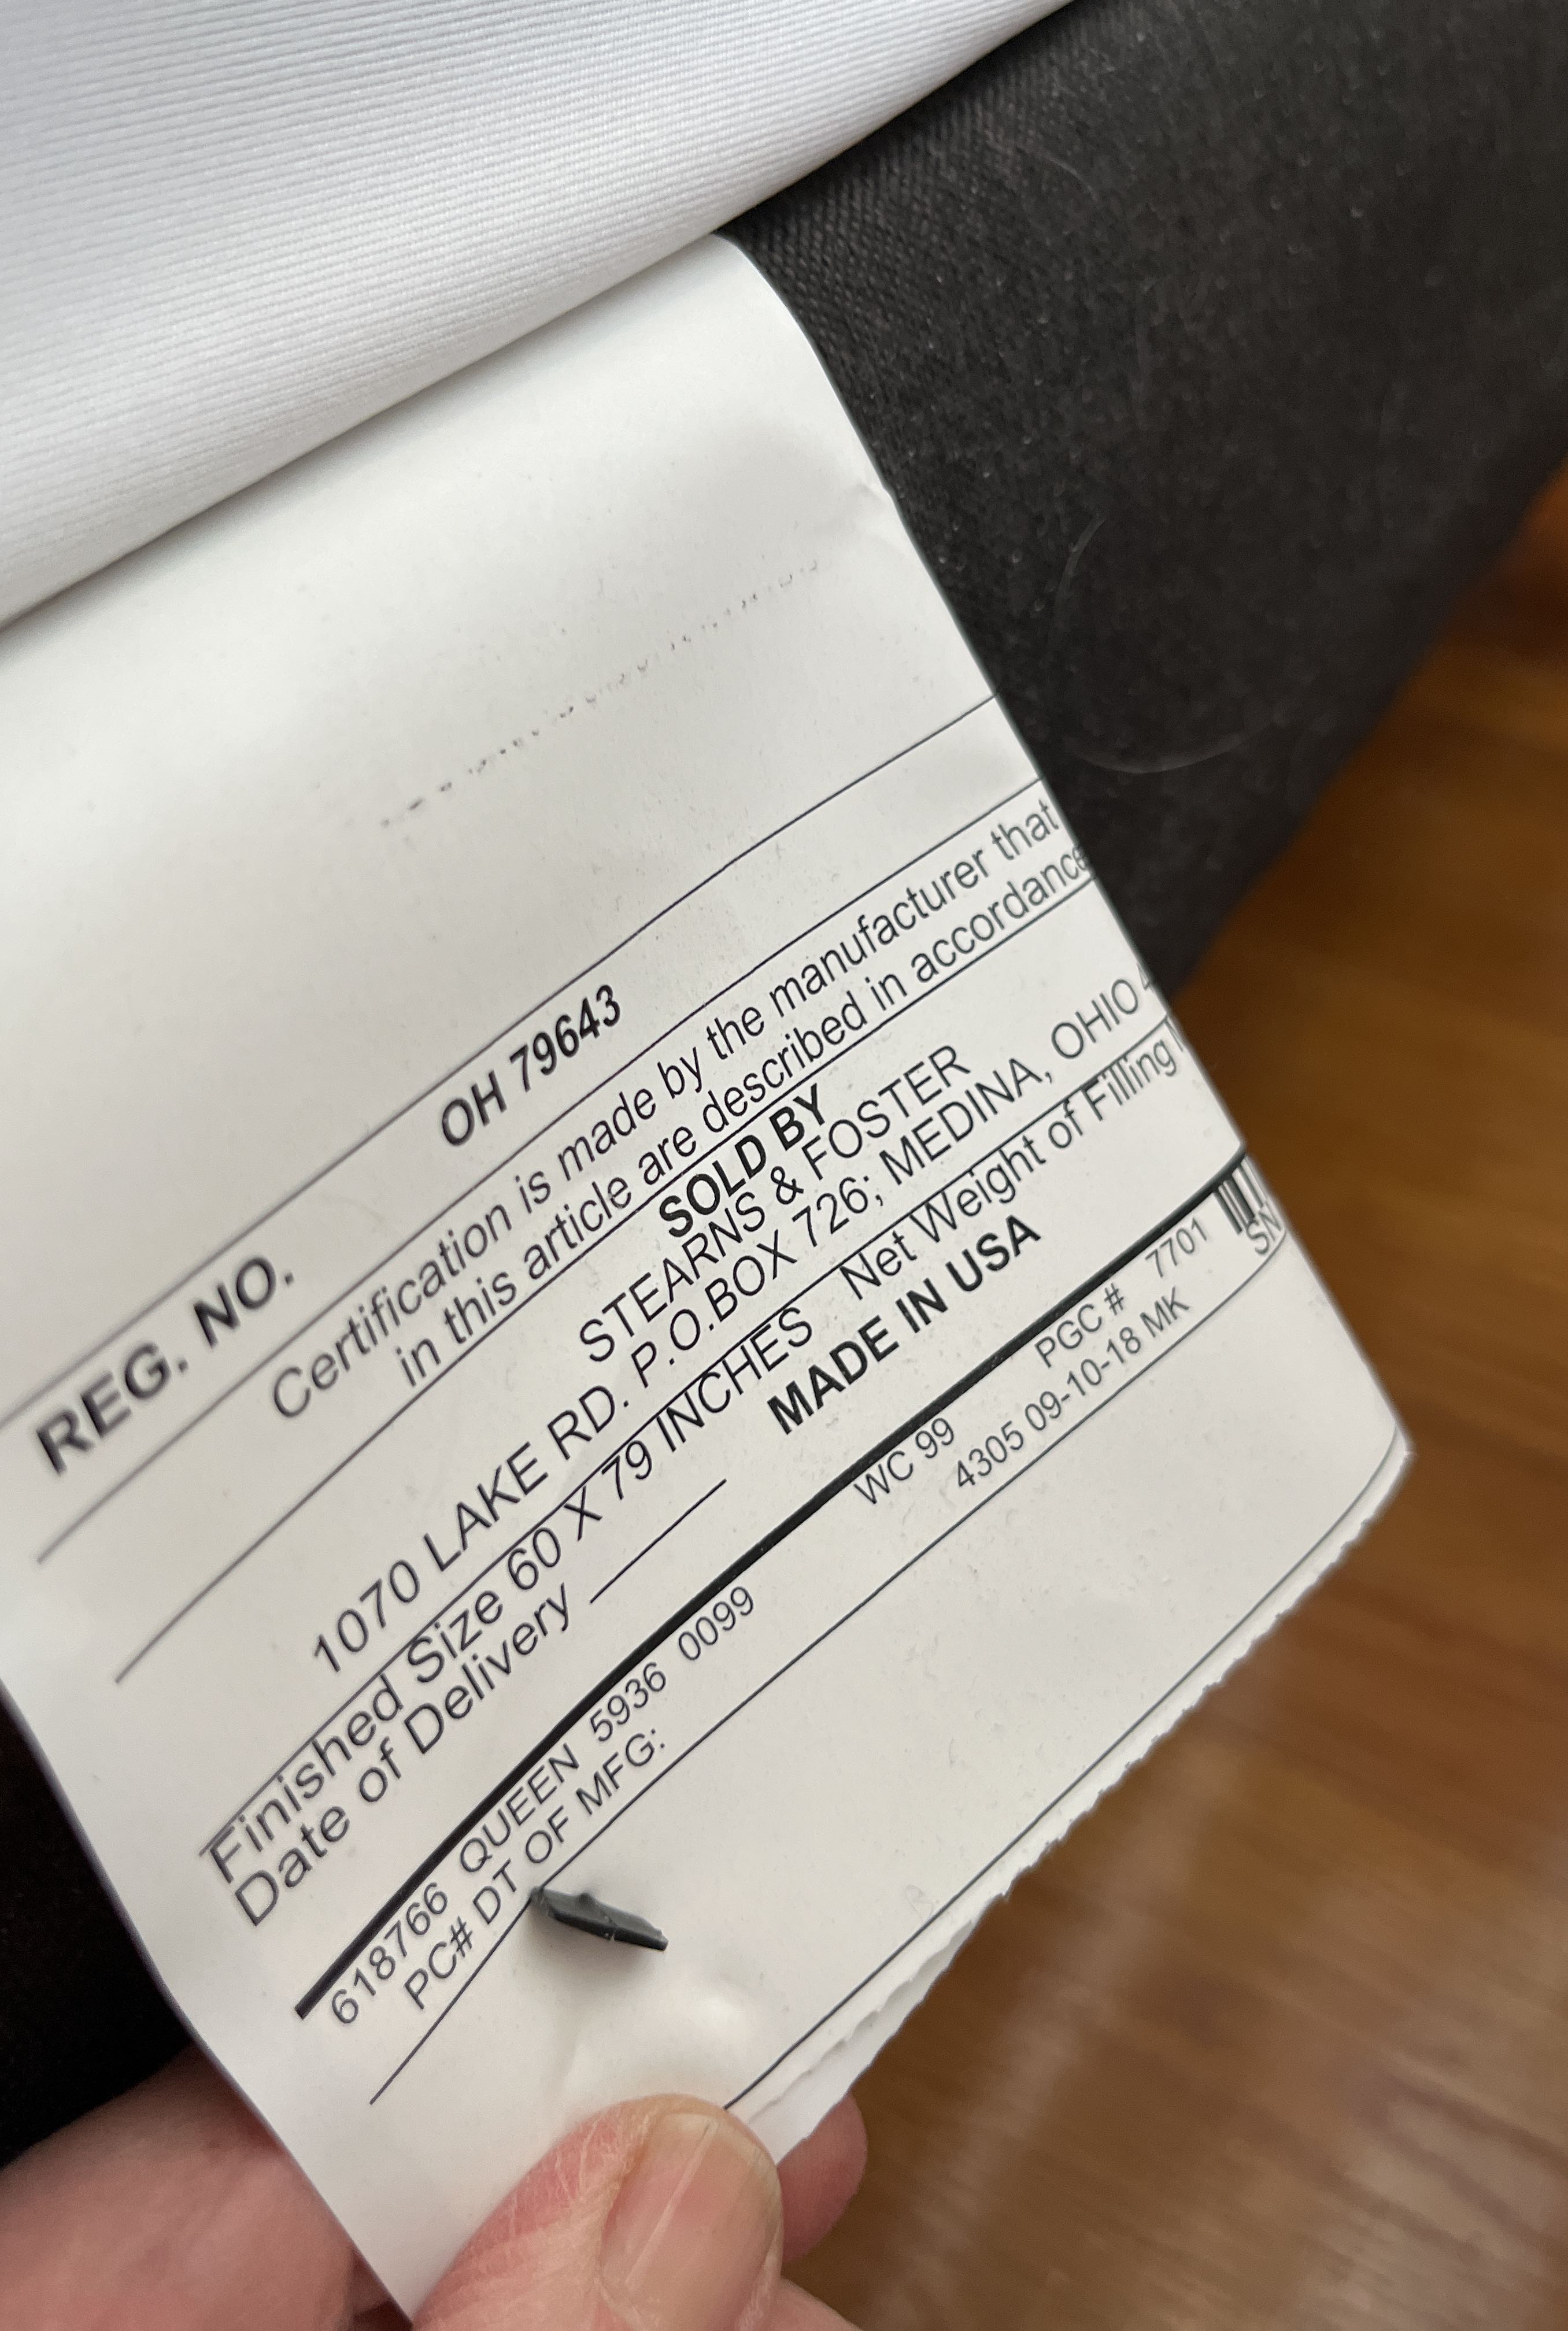 REG. NO. OH 79643
Certification is made by the manufacturer that
in this article are described in accordance
SOLD BY
STEARNS & FOSTER
1070 LAKE RD. P.O.BOX 726; MEDINA, OHIO 4
Finished Size 60 X 79 INCHES Net Weight of Filling
Date of Delivery
MADE IN USA
618766 QUEEN 5936 0099 WC 99 PGC # 7701
PC# DT OF MFG: 4305 09-10-18 MK SN